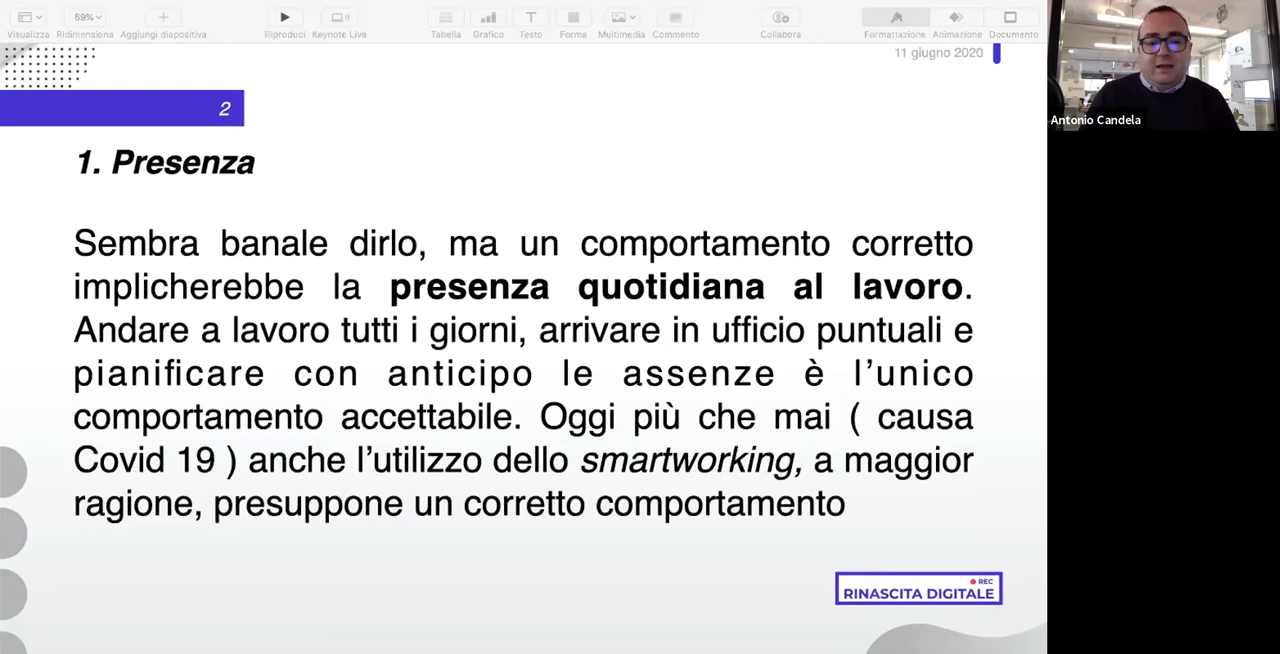 69%
Visualizza Ridimensiona Aggiungi diapositiva Riproduci Keynote Live Tabella Grafico Testo Forma Multimedia Commento Collabora Formattazione Animazione Documento
11 giugno 2020
2
1. Presenza
Sembra banale dirlo, ma un comportamento corretto
implicherebbe la presenza quotidiana al lavoro.
Andare a lavoro tutti i giorni, arrivare in ufficio puntuali e
pianificare con anticipo le assenze è l’unico
comportamento accettabile. Oggi più che mai ( causa
Covid 19 ) anche l’utilizzo dello smartworking, a maggior
ragione, presuppone un corretto comportamento
REC
RINASCITA DIGITALE
Antonio Candela